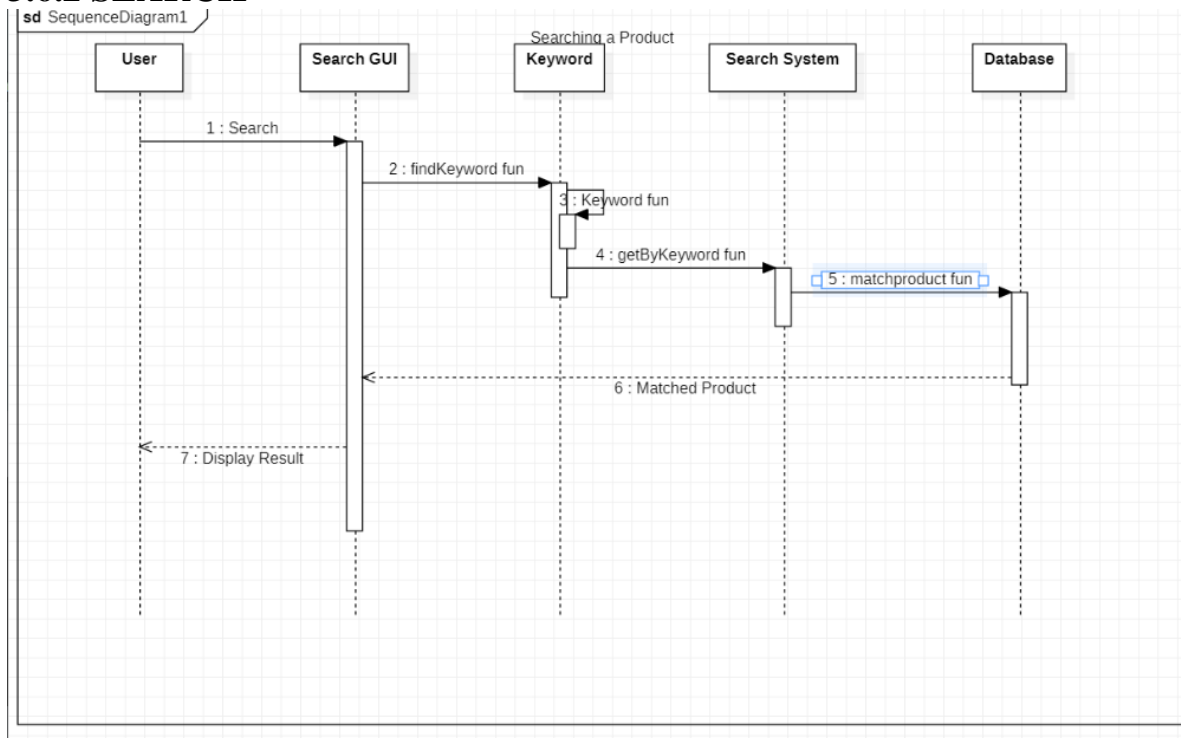 sd SequenceDiagram1
Searching a Product
User
Search GUI
Keyword
Search System
Database
1 : Search
2 : findKeyword fun
3 : Keyword fun
4 : getByKeyword fun
5 : matchproduct fun
6 : Matched Product
7 : Display Result